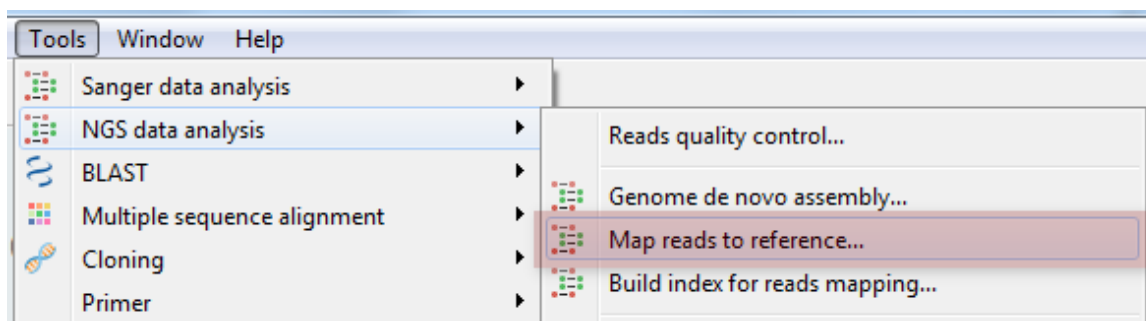 Tools Window Help
Sanger data analysis
NGS data analysis
BLAST
Multiple sequence alignment
Cloning
Primer
Reads quality control...
Genome de novo assembly...
Map reads to reference...
Build index for reads mapping...